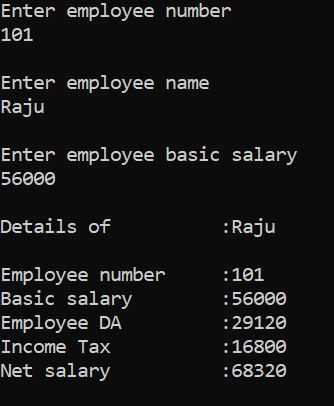 Enter employee number
101
Enter employee name
Raju
Enter employee basic salary
56000
Details of :Raju
Employee number :101
Basic salary :56000
Employee DA :29120
Income Tax :16800
Net salary :68320